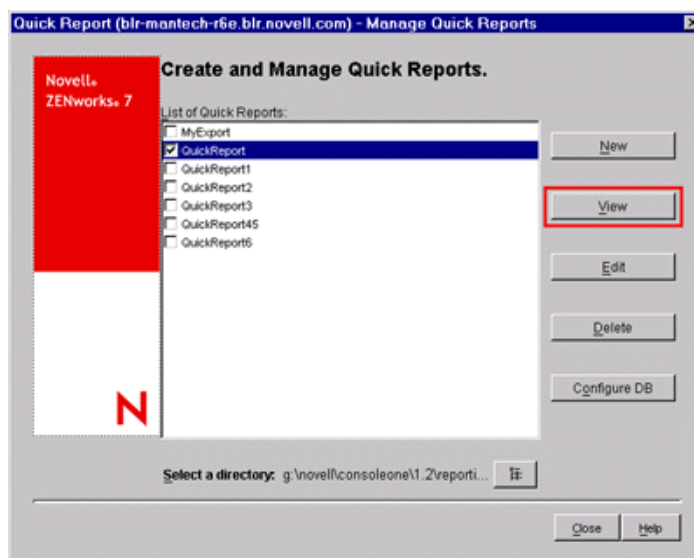 Quick Report (blr-mantech-r6e.blr.novell.com) - Manage Quick Reports
Novell®
ZENworks® 7
Create and Manage Quick Reports.
List of Quick Reports:
MyExport
QuickReport
QuickReport1
QuickReport2
QuickReport3
QuickReport45
QuickReport6
New
View
Edit
Delete
Configure DB
N
Select a directory: g:\novell\consoleone\1.2\reporti...
Close Help